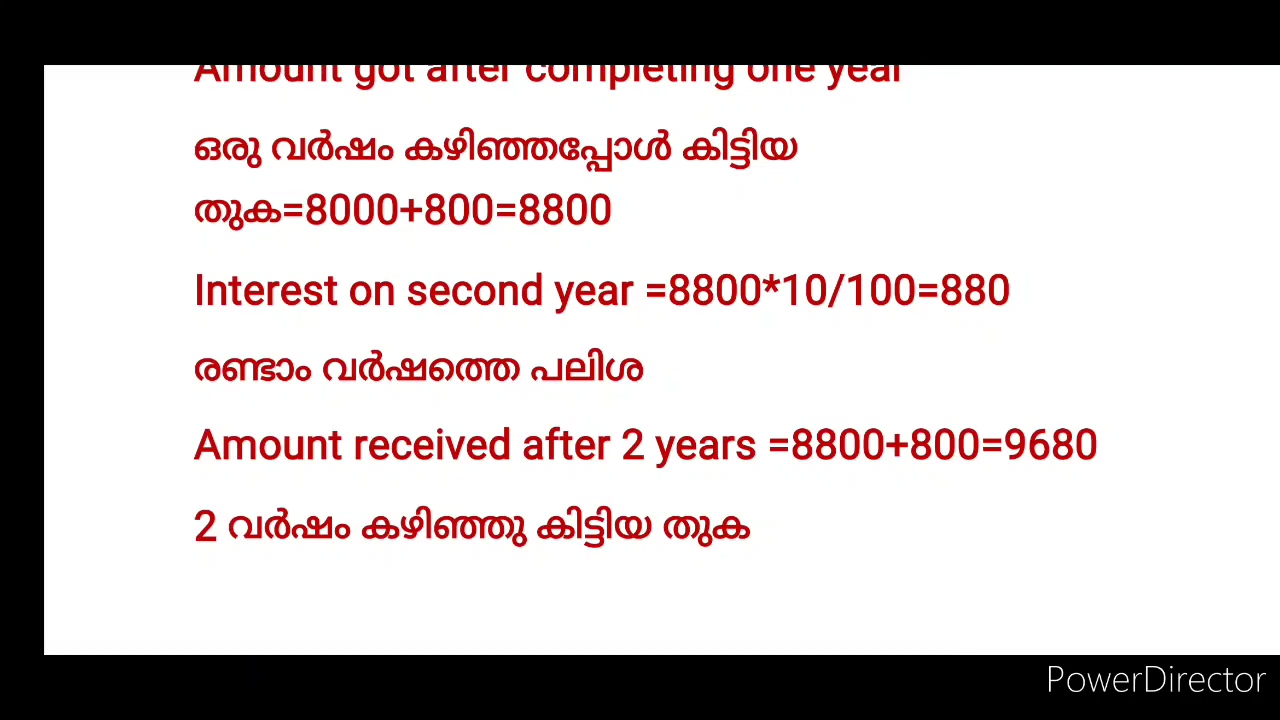 Amount got after completing one year
ഒരു വർഷം കഴിഞ്ഞപ്പോൾ കിട്ടിയ
തുക=8000+800=8800
Interest on second year =8800*10/100=880
രണ്ടാം വർഷത്തെ പലിശ
Amount received after 2 years =8800+800=9680
2 വർഷം കഴിഞ്ഞു കിട്ടിയ തുക
PowerDirector